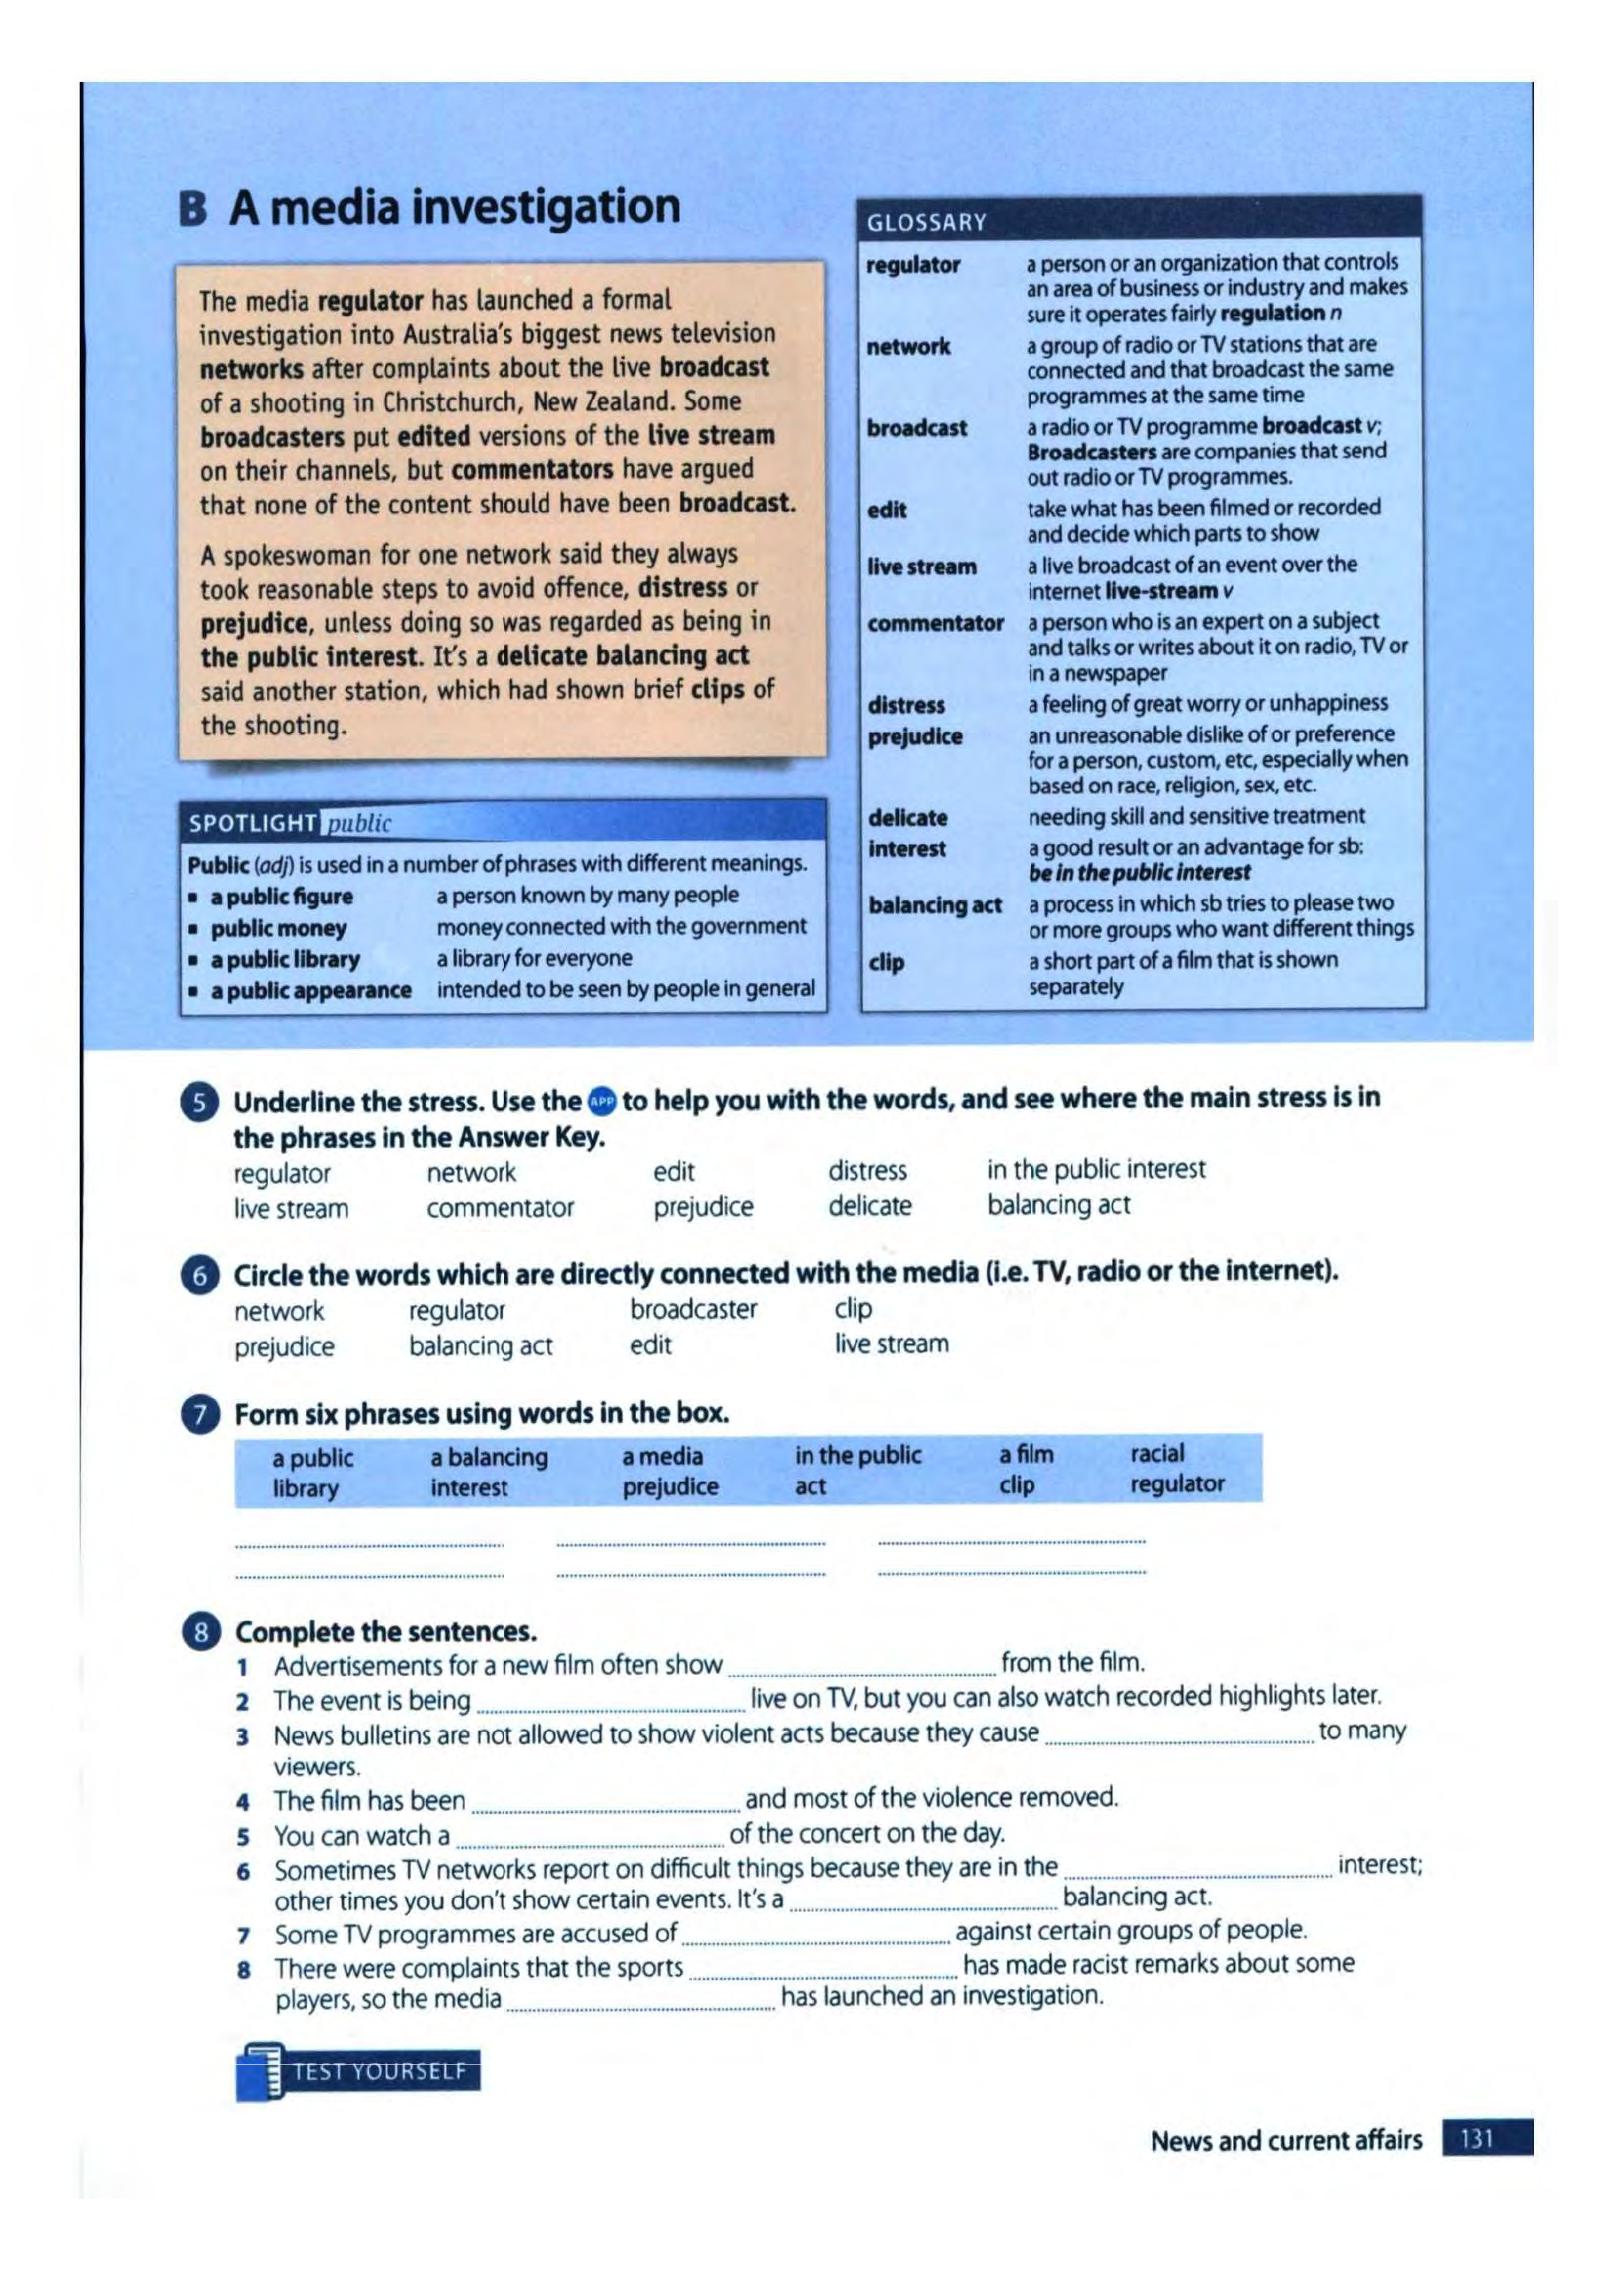 B A media investigation
The media regulator has launched a formal
investigation into Australia's biggest news television
networks after complaints about the live broadcast
of a shooting in Christchurch, New Zealand. Some
broadcasters put edited versions of the live stream
on their channels, but commentators have argued
that none of the content should have been broadcast.
A spokeswoman for one network said they always
took reasonable steps to avoid offence, distress or
prejudice, unless doing so was regarded as being in
the public interest. It's a delicate balancing act
said another station, which had shown brief clips of
the shooting.
SPOTLIGHT public
Public (adj) is used in a number of phrases with different meanings.
▪ a public figure a person known by many people
▪ public money money connected with the government
▪ a public library a library for everyone
▪ a public appearance intended to be seen by people in general
GLOSSARY
regulator a person or an organization that controls
an area of business or industry and makes
sure it operates fairly regulation n
network a group of radio or TV stations that are
connected and that broadcast the same
programmes at the same time
broadcast a radio or TV programme broadcast v;
Broadcasters are companies that send
out radio or TV programmes.
edit take what has been filmed or recorded
and decide which parts to show
live stream a live broadcast of an event over the
internet live-stream v
commentator a person who is an expert on a subject
and talks or writes about it on radio, TV or
in a newspaper
distress a feeling of great worry or unhappiness
prejudice an unreasonable dislike of or preference
for a person, custom, etc, especially when
based on race, religion, sex, etc.
delicate needing skill and sensitive treatment
interest a good result or an advantage for sb:
be in the public interest
balancing act a process in which sb tries to please two
or more groups who want different things
clip a short part of a film that is shown
separately
5 Underline the stress. Use the APP to help you with the words, and see where the main stress is in
the phrases in the Answer Key.
regulator network edit distress in the public interest
live stream commentator prejudice delicate balancing act
6 Circle the words which are directly connected with the media (i.e. TV, radio or the internet).
network regulator broadcaster clip
prejudice balancing act edit live stream
7 Form six phrases using words in the box.
a public a balancing a media in the public a film racial
library interest prejudice act clip regulator
8 Complete the sentences.
1 Advertisements for a new film often show ........ from the film.
2 The event is being ........ live on TV, but you can also watch recorded highlights later.
3 News bulletins are not allowed to show violent acts because they cause ........ to many
viewers.
4 The film has been ........ and most of the violence removed.
5 You can watch a ........ of the concert on the day.
6 Sometimes TV networks report on difficult things because they are in the ........ interest;
other times you don't show certain events. It's a ........ balancing act.
7 Some TV programmes are accused of ........ against certain groups of people.
8 There were complaints that the sports ........ has made racist remarks about some
players, so the media ........ has launched an investigation.
TEST YOURSELF
News and current affairs 131